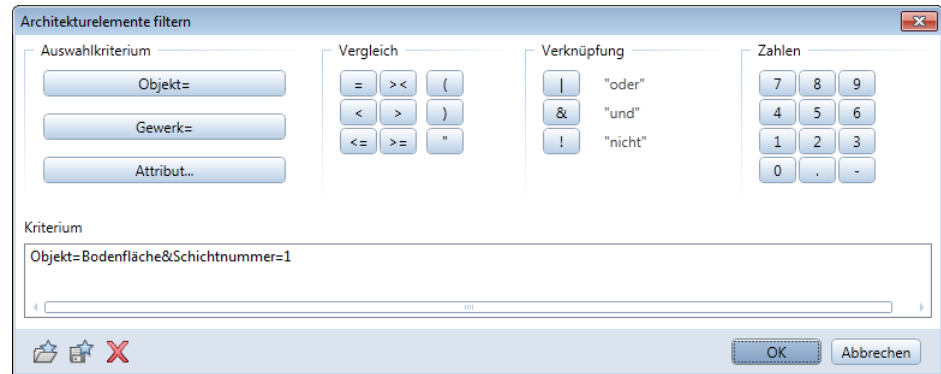 Architekturelemente filtern
Auswahlkriterium
Vergleich
Verknüpfung
Zahlen
Objekt=
= >< (
| "oder"
7 8 9
Gewerk=
< > )
& "und"
4 5 6
Attribut...
<= >= "
! "nicht"
1 2 3
0 . -
Kriterium
Objekt=Bodenfläche&Schichtnummer=1
OK
Abbrechen